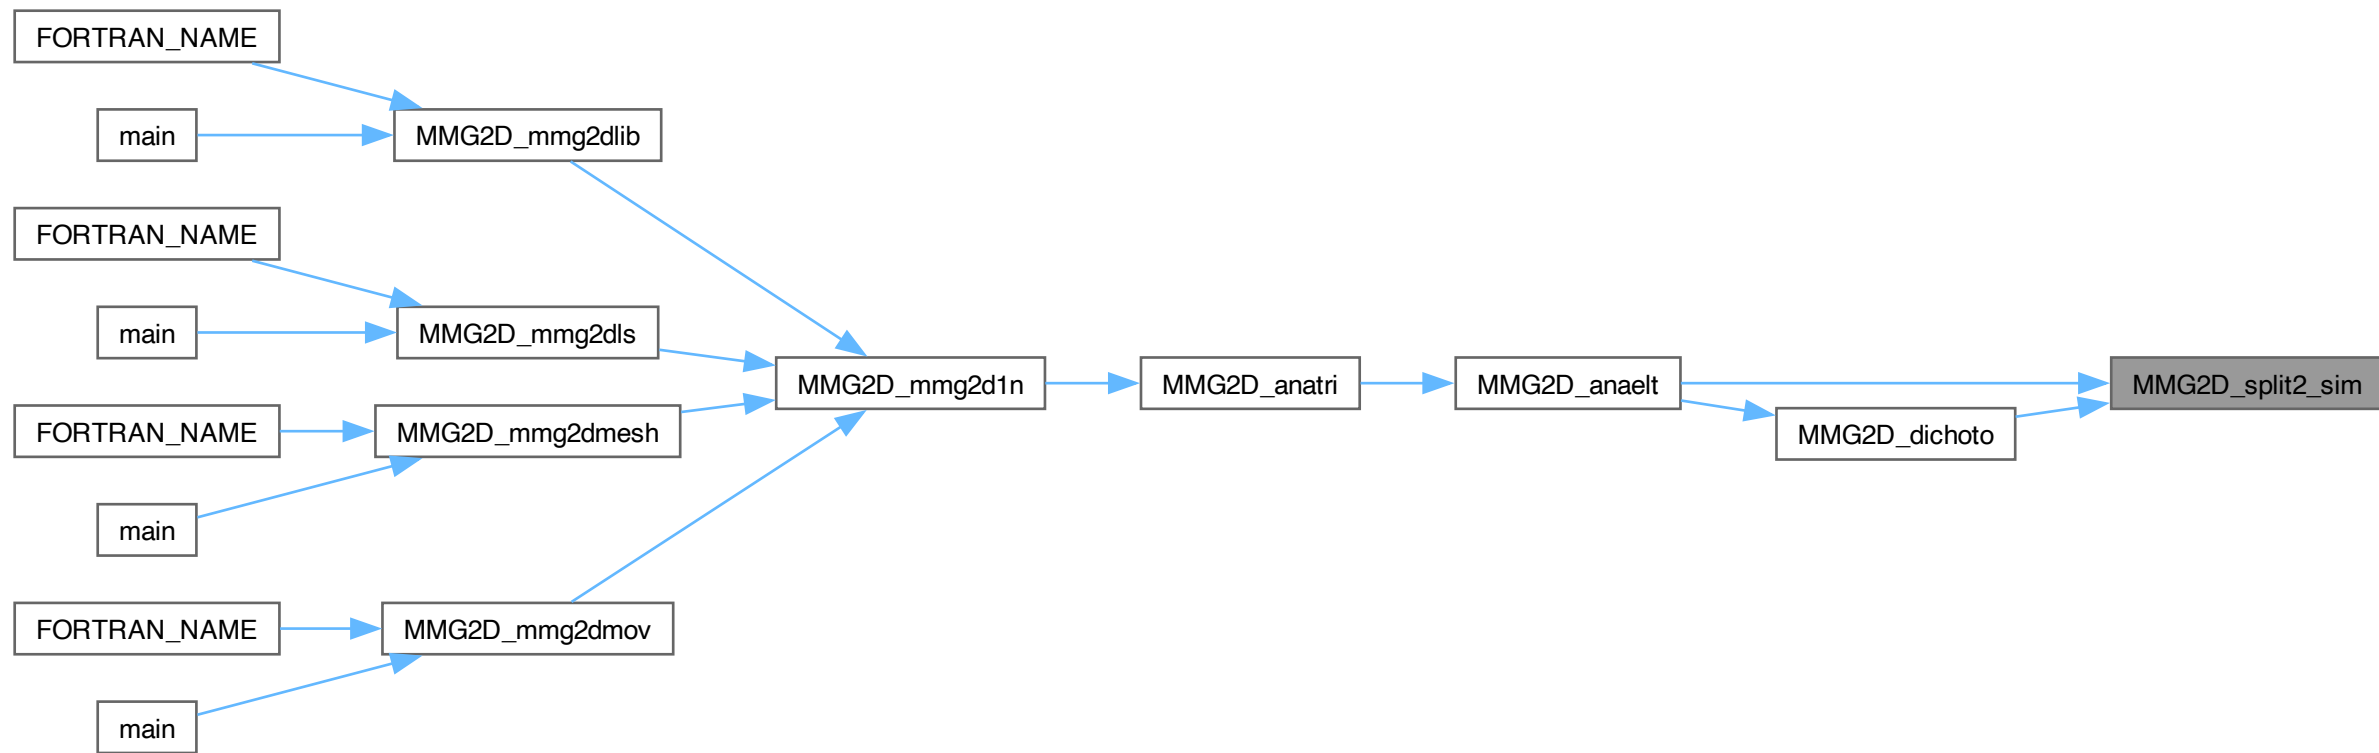 FORTRAN_NAME
main
MMG2D_mmg2dlib
FORTRAN_NAME
main
MMG2D_mmg2dls
FORTRAN_NAME
main
MMG2D_mmg2dmesh
FORTRAN_NAME
main
MMG2D_mmg2dmov
MMG2D_mmg2d1n
MMG2D_anatri
MMG2D_anaelt
MMG2D_dichoto
MMG2D_split2_sim